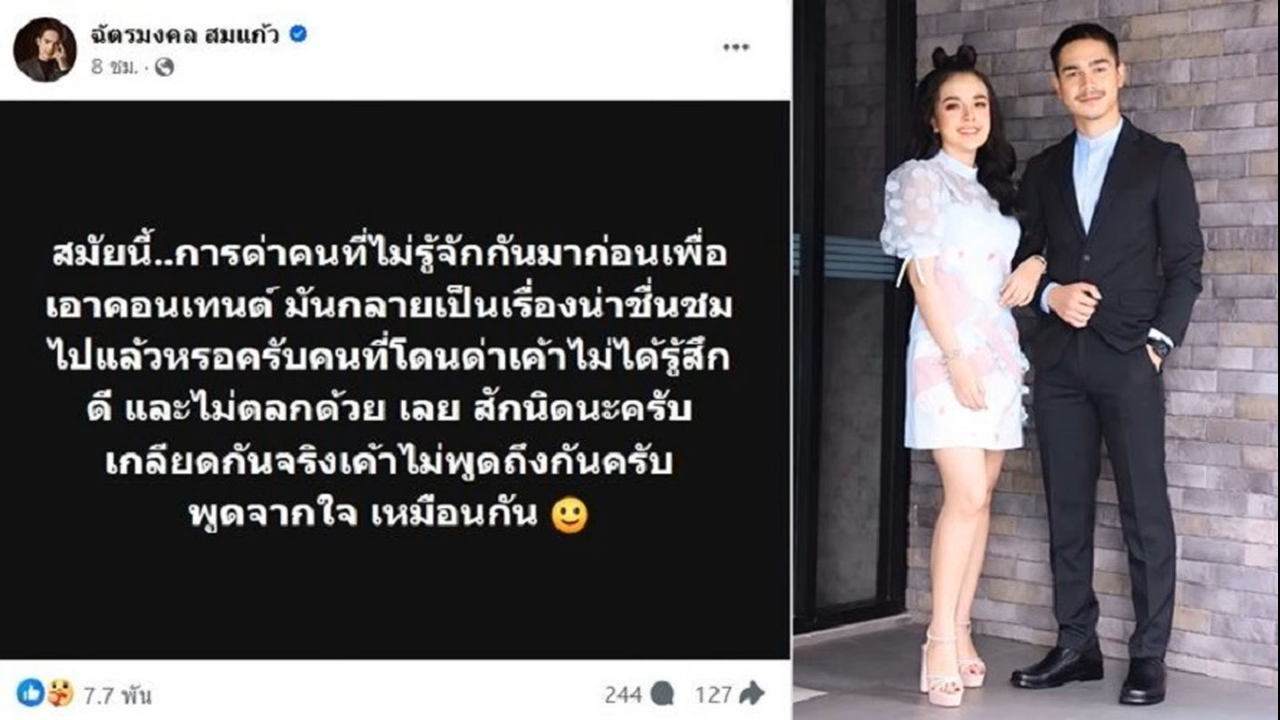 ฉัตรมงคล สมแก้ว
8 ชม.
สมัยนี้..การด่าคนที่ไม่รู้จักกันมาก่อนเพื่อ
เอาคอนเทนต์ มันกลายเป็นเรื่องน่าชื่นชม
ไปแล้วหรอครับคนที่โดนด่าเค้าไม่ได้รู้สึก
ดี และไม่ตลกด้วย เลย สักนิดนะครับ
เกลียดกันจริงเค้าไม่พูดถึงกันครับ
พูดจากใจ เหมือนกัน 🙂
7.7 พัน
244
127